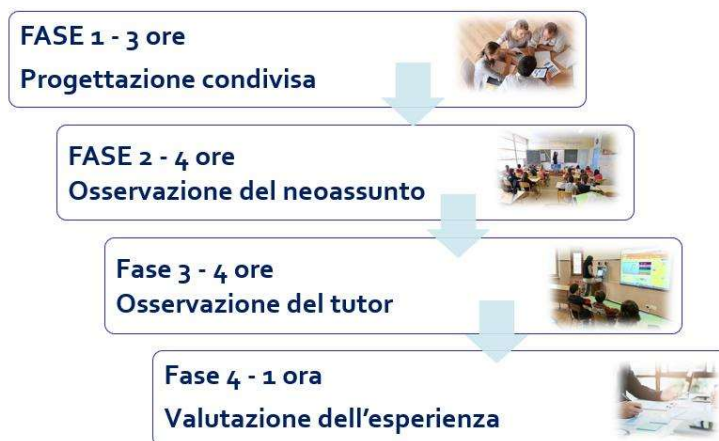 FASE 1 - 3 ore
Progettazione condivisa
FASE 2 - 4 ore
Osservazione del neoassunto
Fase 3 - 4 ore
Osservazione del tutor
Fase 4 - 1 ora
Valutazione dell'esperienza